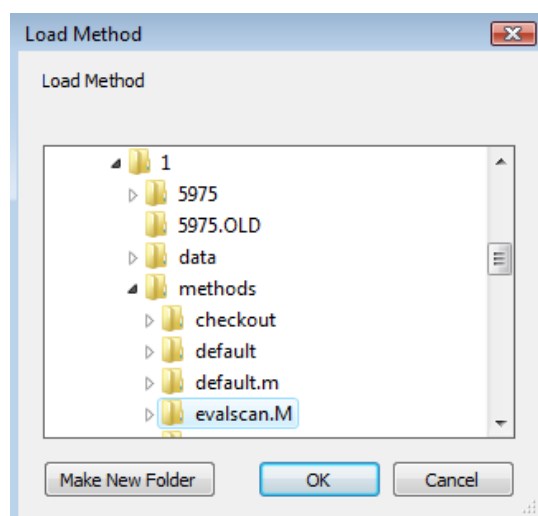 Load Method
Load Method
1
5975
5975.OLD
data
methods
checkout
default
default.m
evalscan.M
Make New Folder OK Cancel